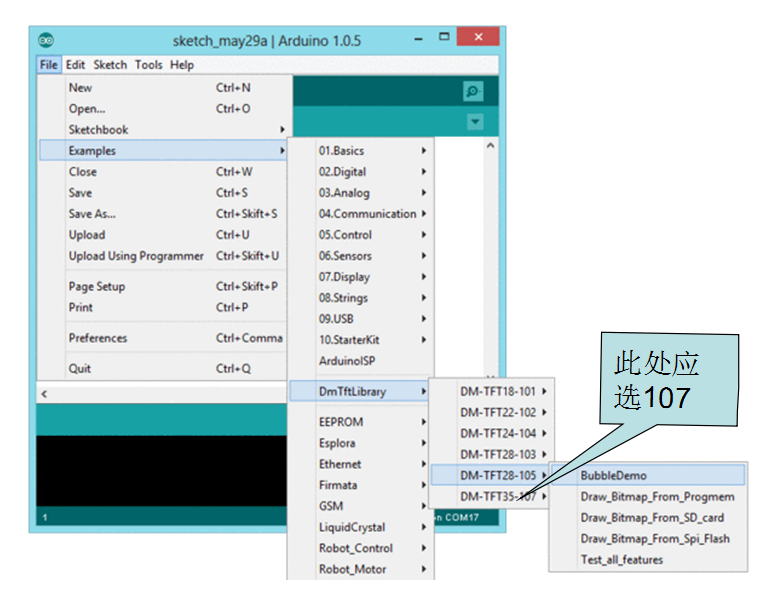 sketch_may29a | Arduino 1.0.5
File Edit Sketch Tools Help
New Ctrl+N
Open... Ctrl+O
Sketchbook
Examples
Close Ctrl+W
Save Ctrl+S
Save As... Ctrl+Skift+S
Upload Ctrl+U
Upload Using Programmer Ctrl+Skift+U
Page Setup Ctrl+Skift+P
Print Ctrl+P
Preferences Ctrl+Comma
Quit Ctrl+Q
01.Basics
02.Digital
03.Analog
04.Communication
05.Control
06.Sensors
07.Display
08.Strings
09.USB
10.StarterKit
ArduinoISP
DmTftLibrary
EEPROM
Esplora
Ethernet
Firmata
GSM
LiquidCrystal
Robot_Control
Robot_Motor
DM-TFT18-101
DM-TFT22-102
DM-TFT24-104
DM-TFT28-103
DM-TFT28-105
DM-TFT35-107
BubbleDemo
Draw_Bitmap_From_Progmem
Draw_Bitmap_From_SD_card
Draw_Bitmap_From_Spi_Flash
Test_all_features
此处应
选107
1
n COM17